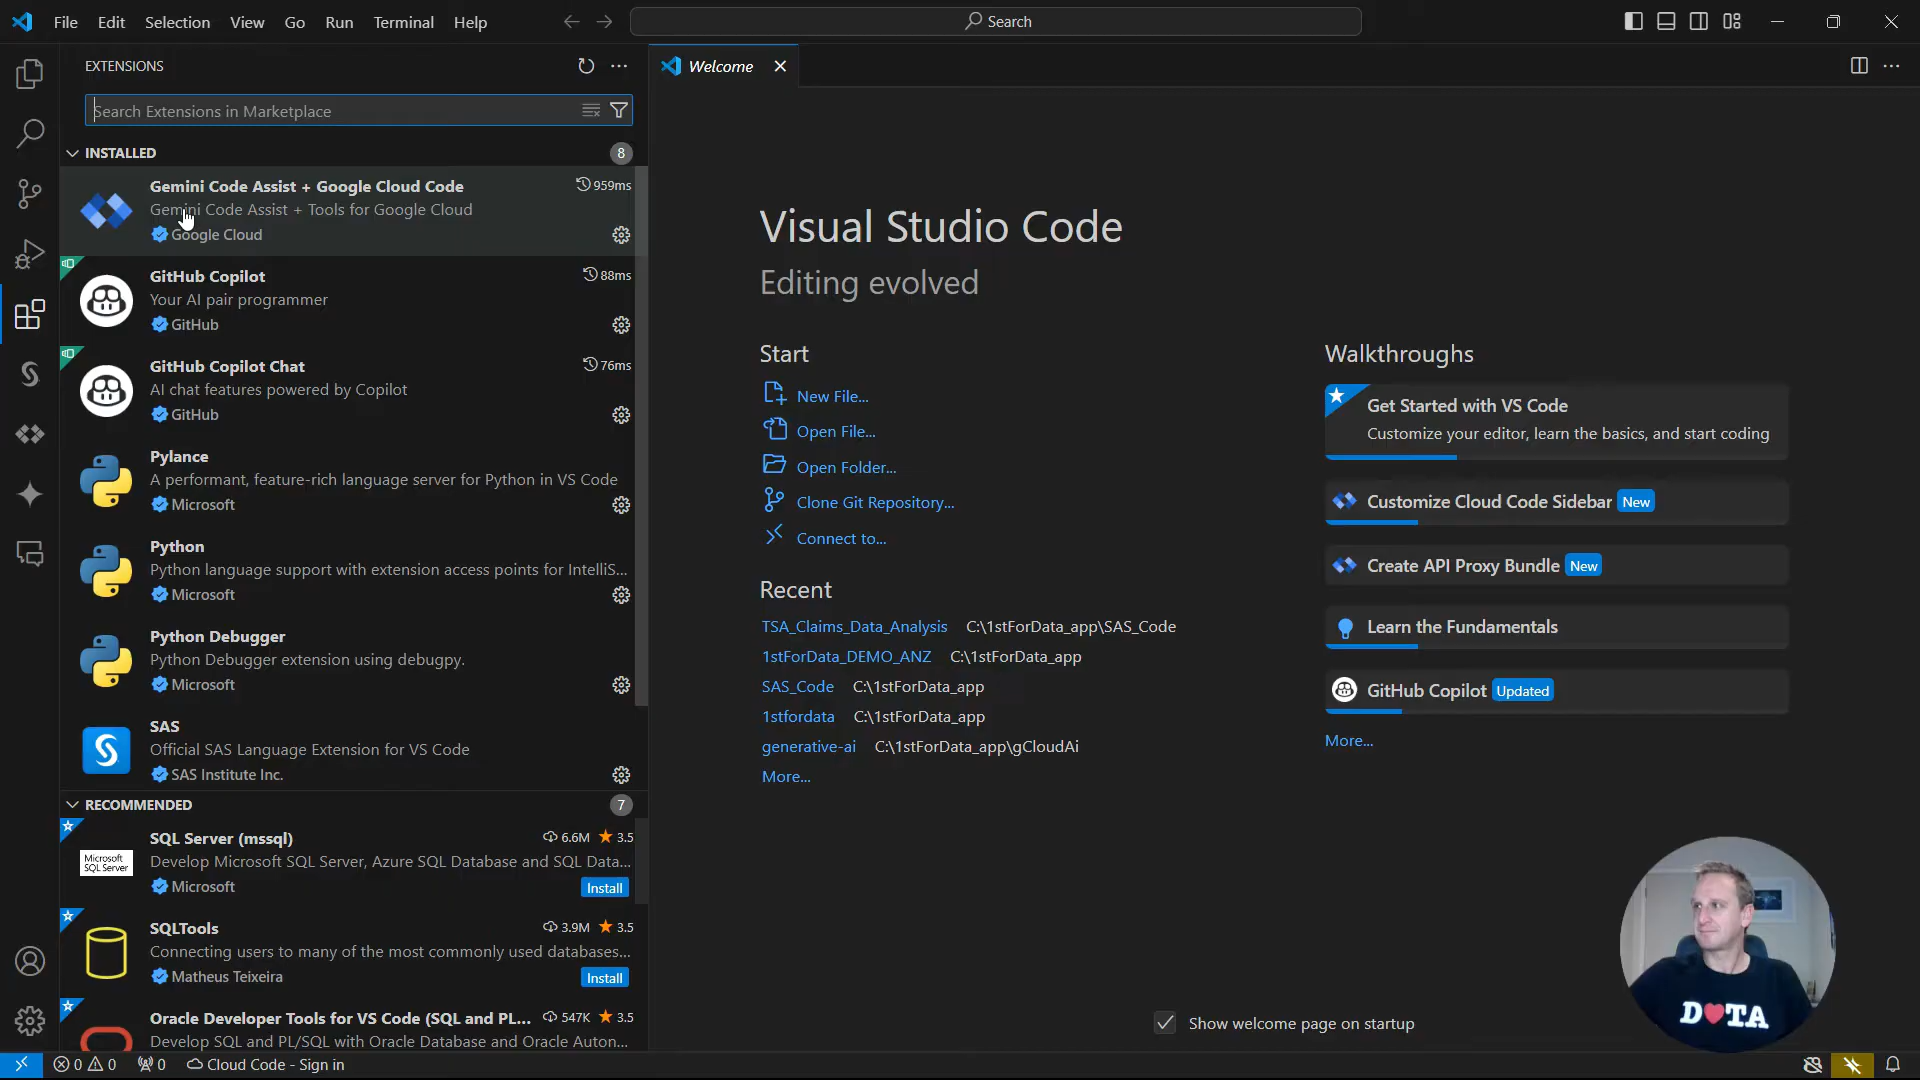 File Edit Selection View Go Run Terminal Help
Search
EXTENSIONS
Search Extensions in Marketplace
INSTALLED 8
Gemini Code Assist + Google Cloud Code 959ms
Gemini Code Assist + Tools for Google Cloud
Google Cloud
GitHub Copilot 88ms
Your AI pair programmer
GitHub
GitHub Copilot Chat 76ms
AI chat features powered by Copilot
GitHub
Pylance
A performant, feature-rich language server for Python in VS Code
Microsoft
Python
Python language support with extension access points for IntelliS...
Microsoft
Python Debugger
Python Debugger extension using debugpy.
Microsoft
SAS
Official SAS Language Extension for VS Code
SAS Institute Inc.
RECOMMENDED 7
SQL Server (mssql) 6.6M 3.5
Microsoft
SQL Server
Develop Microsoft SQL Server, Azure SQL Database and SQL Data...
Microsoft Install
SQLTools 3.9M 3.5
Connecting users to many of the most commonly used databases...
Matheus Teixeira Install
Oracle Developer Tools for VS Code (SQL and PL... 547K 3.5
Develop SQL and PL/SQL with Oracle Database and Oracle Auton...
Welcome
Visual Studio Code
Editing evolved
Start
New File...
Open File...
Open Folder...
Clone Git Repository...
Connect to...
Recent
TSA_Claims_Data_Analysis C:\1stForData_app\SAS_Code
1stForData_DEMO_ANZ C:\1stForData_app
SAS_Code C:\1stForData_app
1stfordata C:\1stForData_app
generative-ai C:\1stForData_app\gCloudAi
More...
Walkthroughs
Get Started with VS Code
Customize your editor, learn the basics, and start coding
Customize Cloud Code Sidebar New
Create API Proxy Bundle New
Learn the Fundamentals
GitHub Copilot Updated
More...
Show welcome page on startup
D♥TA
0 0 0 Cloud Code - Sign in